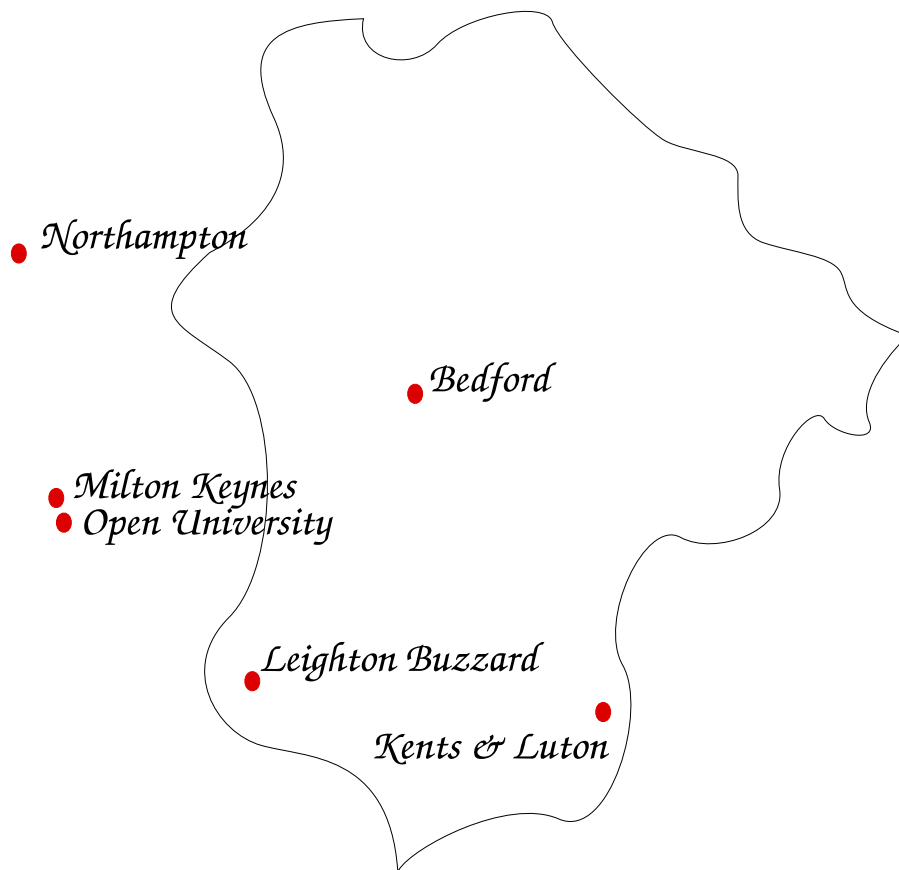 Northampton
Bedford
Milton Keynes
Open University
Leighton Buzzard
Kents & Luton